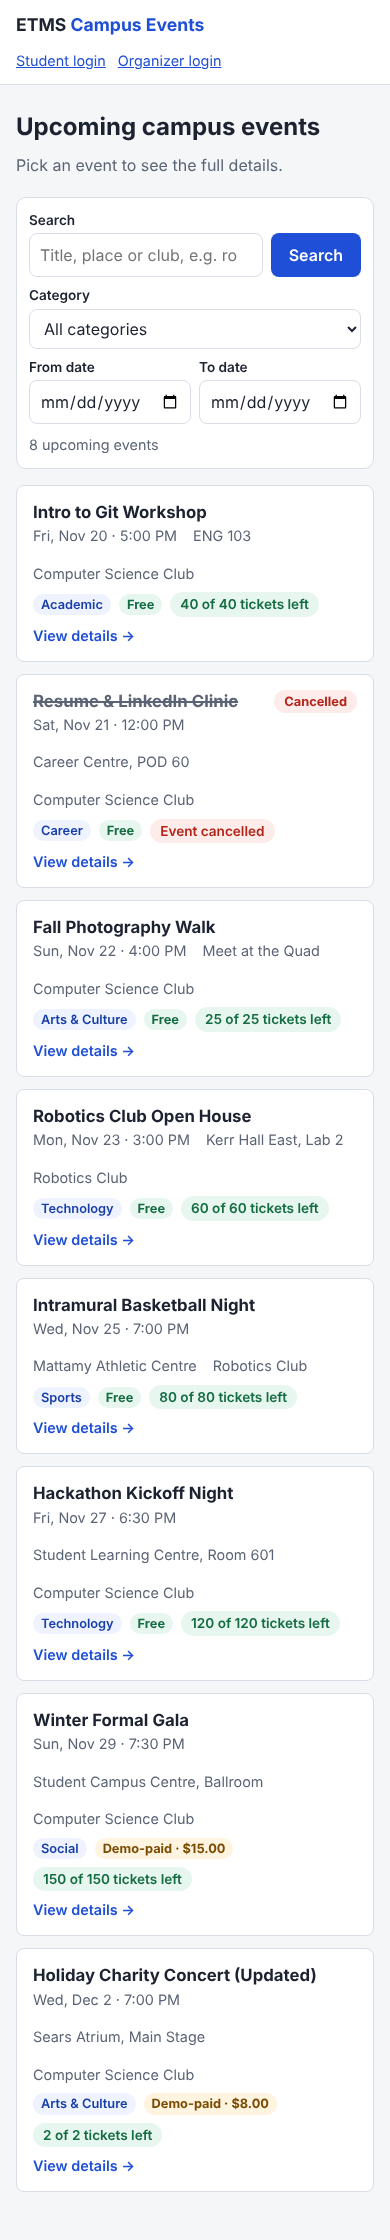 ETMS Campus Events
Student login Organizer login
Upcoming campus events
Pick an event to see the full details.
Search
Title, place or club, e.g. ro
Search
Category
All categories
From date To date
mm/dd/yyyy mm/dd/yyyy
8 upcoming events
Intro to Git Workshop
Fri, Nov 20 · 5:00 PM ENG 103
Computer Science Club
Academic Free 40 of 40 tickets left
View details →
Resume & LinkedIn Clinic Cancelled
Sat, Nov 21 · 12:00 PM
Career Centre, POD 60
Computer Science Club
Career Free Event cancelled
View details →
Fall Photography Walk
Sun, Nov 22 · 4:00 PM Meet at the Quad
Computer Science Club
Arts & Culture Free 25 of 25 tickets left
View details →
Robotics Club Open House
Mon, Nov 23 · 3:00 PM Kerr Hall East, Lab 2
Robotics Club
Technology Free 60 of 60 tickets left
View details →
Intramural Basketball Night
Wed, Nov 25 · 7:00 PM
Mattamy Athletic Centre Robotics Club
Sports Free 80 of 80 tickets left
View details →
Hackathon Kickoff Night
Fri, Nov 27 · 6:30 PM
Student Learning Centre, Room 601
Computer Science Club
Technology Free 120 of 120 tickets left
View details →
Winter Formal Gala
Sun, Nov 29 · 7:30 PM
Student Campus Centre, Ballroom
Computer Science Club
Social Demo-paid · $15.00
150 of 150 tickets left
View details →
Holiday Charity Concert (Updated)
Wed, Dec 2 · 7:00 PM
Sears Atrium, Main Stage
Computer Science Club
Arts & Culture Demo-paid · $8.00
2 of 2 tickets left
View details →